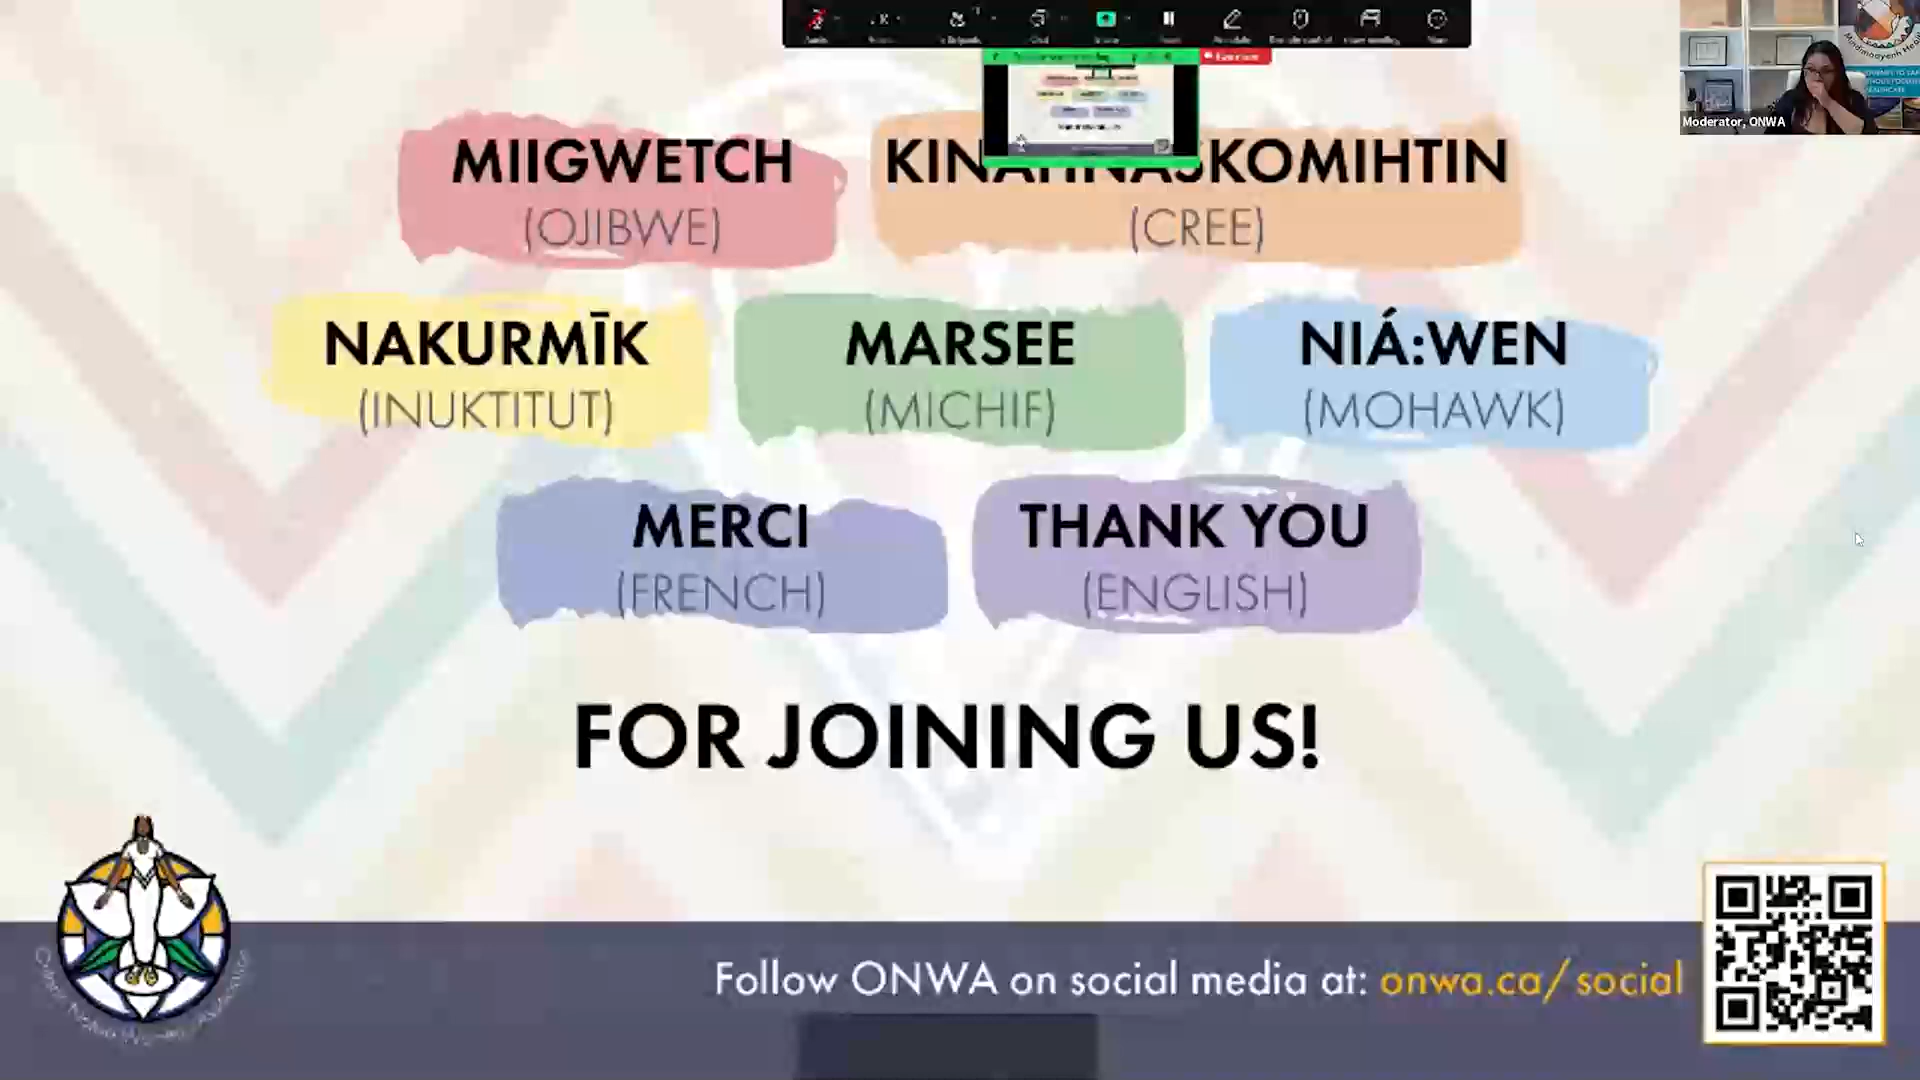 MIIGWETCH
(OJIBWE)
SKOMIHTIN
(CREE)
NAKURMĪK
(INUKTITUT)
MARSEE
(MICHIF)
NIÁ:WEN
(MOHAWK)
MERCI
(FRENCH)
THANK YOU
(ENGLISH)
FOR JOINING US!
Follow ONWA on social media at: onwa.ca/social
Moderator, ONWA